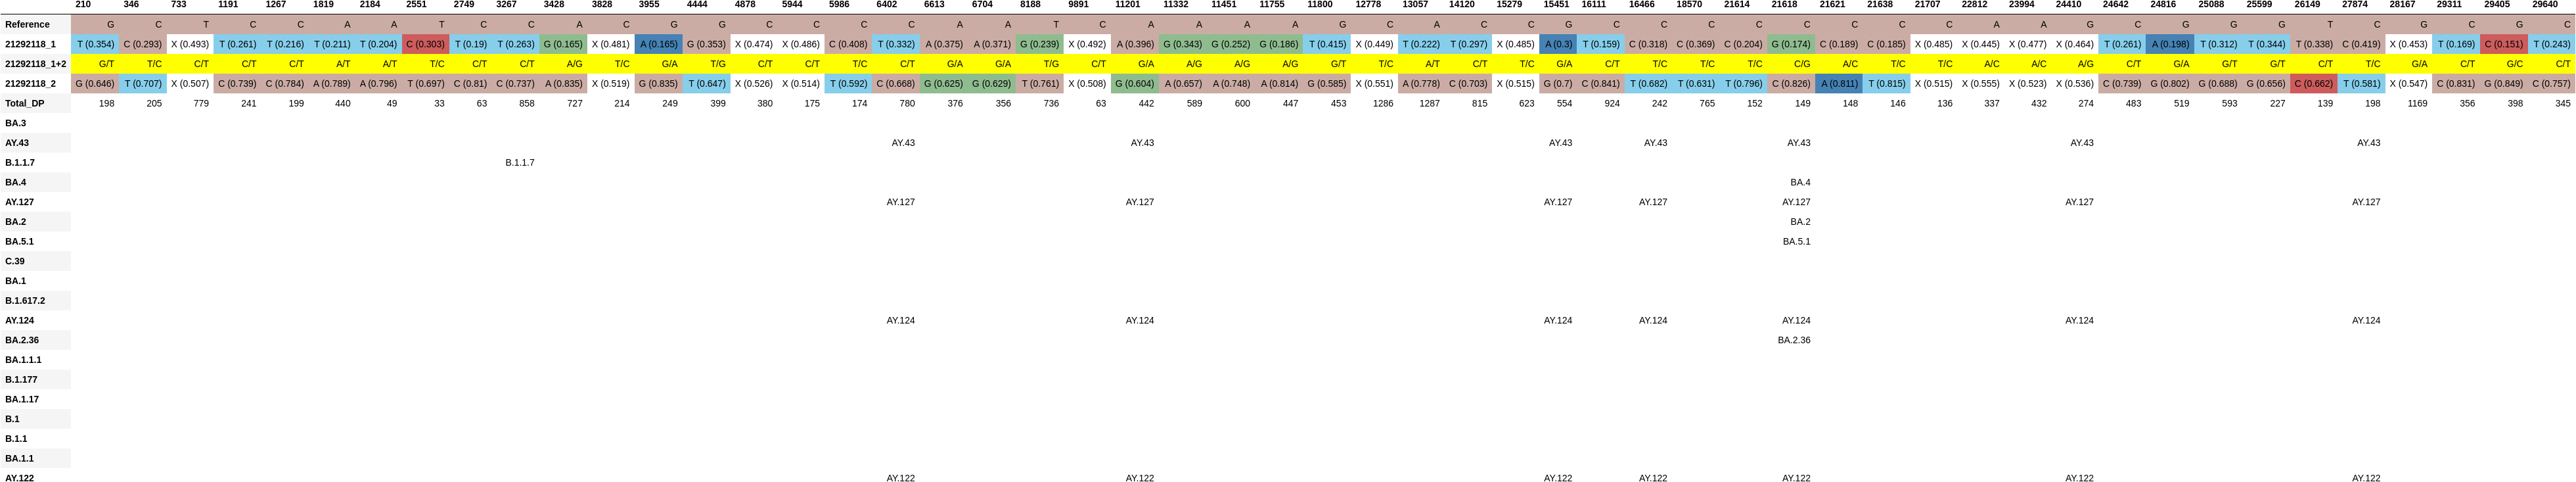 210 346 733 1191 1267 1819 2184 2551 2749 3267 3428 3828 3955 4444 4878 5944 5986 6402 6613 6704 8188 9891 11201 11332 11451 11755 11800 12778 13057 14120 15279 15451 16111 16466 18570 21614 21618 21621 21638 21707 22812 23994 24410 24642 24816 25088 25599 26149 27874 28167 29311 29405 29640
Reference G C T C C A A T C C A C G G C C C C A A T C A A A A G C A C C G C C C C C C C C A A G C G G G T C G C G C
21292118_1 T (0.354) C (0.293) X (0.493) T (0.261) T (0.216) T (0.211) T (0.204) C (0.303) T (0.19) T (0.263) G (0.165) X (0.481) A (0.165) G (0.353) X (0.474) X (0.486) C (0.408) T (0.332) A (0.375) A (0.371) G (0.239) X (0.492) A (0.396) G (0.343) G (0.252) G (0.186) T (0.415) X (0.449) T (0.222) T (0.297) X (0.485) A (0.3) T (0.159) C (0.318) C (0.369) C (0.204) G (0.174) C (0.189) C (0.185) X (0.485) X (0.445) X (0.477) X (0.464) T (0.261) A (0.198) T (0.312) T (0.344) T (0.338) C (0.419) X (0.453) T (0.169) C (0.151) T (0.243)
21292118_1+2 G/T T/C C/T C/T C/T A/T A/T T/C C/T C/T A/G T/C G/A T/G C/T C/T T/C C/T G/A G/A T/G C/T G/A A/G A/G A/G G/T T/C A/T C/T T/C G/A C/T T/C T/C T/C C/G A/C T/C T/C A/C A/C A/G C/T G/A G/T G/T C/T T/C G/A C/T G/C C/T
21292118_2 G (0.646) T (0.707) X (0.507) C (0.739) C (0.784) A (0.789) A (0.796) T (0.697) C (0.81) C (0.737) A (0.835) X (0.519) G (0.835) T (0.647) X (0.526) X (0.514) T (0.592) C (0.668) G (0.625) G (0.629) T (0.761) X (0.508) G (0.604) A (0.657) A (0.748) A (0.814) G (0.585) X (0.551) A (0.778) C (0.703) X (0.515) G (0.7) C (0.841) T (0.682) T (0.631) T (0.796) C (0.826) A (0.811) T (0.815) X (0.515) X (0.555) X (0.523) X (0.536) C (0.739) G (0.802) G (0.688) G (0.656) C (0.662) T (0.581) X (0.547) C (0.831) G (0.849) C (0.757)
Total_DP 198 205 779 241 199 440 49 33 63 858 727 214 249 399 380 175 174 780 376 356 736 63 442 589 600 447 453 1286 1287 815 623 554 924 242 765 152 149 148 146 136 337 432 274 483 519 593 227 139 198 1169 356 398 345
BA.3
AY.43 AY.43 AY.43 AY.43 AY.43 AY.43 AY.43 AY.43
B.1.1.7 B.1.1.7
BA.4 BA.4
AY.127 AY.127 AY.127 AY.127 AY.127 AY.127 AY.127 AY.127
BA.2 BA.2
BA.5.1 BA.5.1
C.39
BA.1
B.1.617.2
AY.124 AY.124 AY.124 AY.124 AY.124 AY.124 AY.124 AY.124
BA.2.36 BA.2.36
BA.1.1.1
B.1.177
BA.1.17
B.1
B.1.1
BA.1.1
AY.122 AY.122 AY.122 AY.122 AY.122 AY.122 AY.122 AY.122